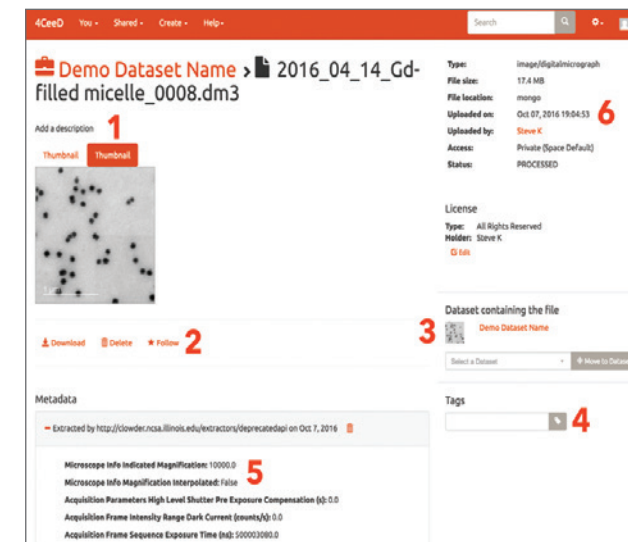 4CeeD You Shared Create Help Search
Demo Dataset Name > 2016_04_14_Gd-
filled micelle_0008.dm3
Add a description 1
Thumbnail Thumbnail
Download Delete Follow 2
Metadata
Extracted by http://clowder.ncsa.illinois.edu/extractors/deprecatedapi on Oct 7, 2016
Microscope Info Indicated Magnification: 10000.0
Microscope Info Magnification Interpolated: False 5
Acquisition Parameters High Level Shutter Pre Exposure Compensation (s): 0.0
Acquisition Frame Intensity Range Dark Current (counts/s): 0.0
Acquisition Frame Sequence Exposure Time (ns): 500003080.0
Type: image/digitalmicrograph
File size: 17.4 MB
File location: mongo
Uploaded on: Oct 07, 2016 19:04:53 6
Uploaded by: Steve K
Access: Private (Space Default)
Status: PROCESSED
License
Type: All Rights Reserved
Holder: Steve K
Edit
Dataset containing the file
3 Demo Dataset Name
Select a Dataset + Move to Dataset
Tags
4